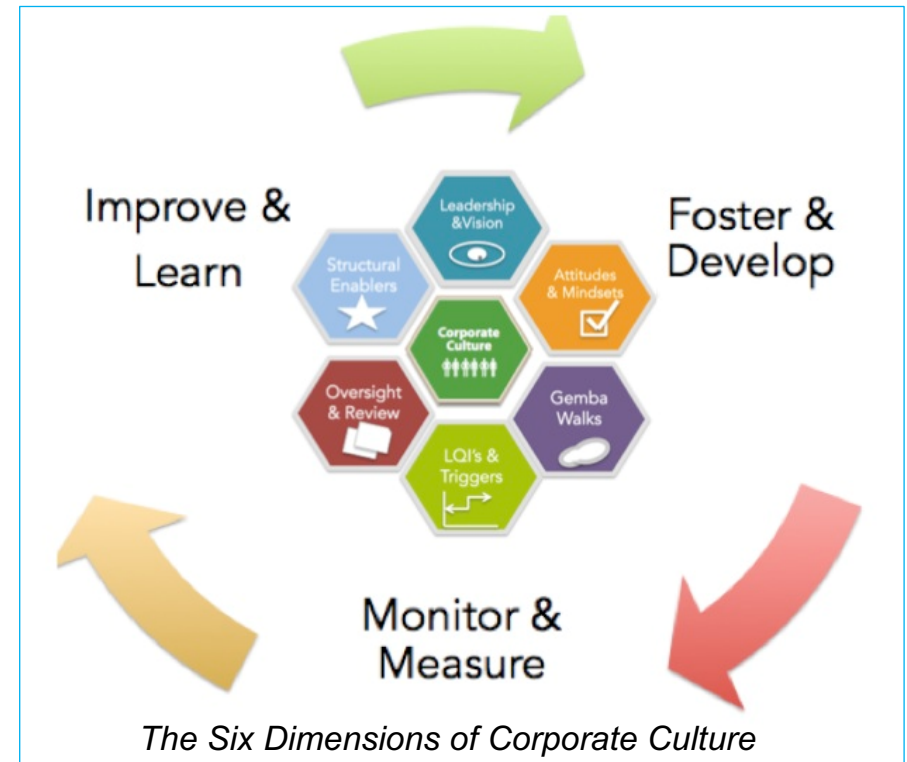 Improve &
Learn
Foster &
Develop
Leadership
&Vision
Structural
Enablers
Attitudes
& Mindsets
Corporate
Culture
Oversight
& Review
Gemba
Walks
LQI's &
Triggers
Monitor &
Measure
The Six Dimensions of Corporate Culture